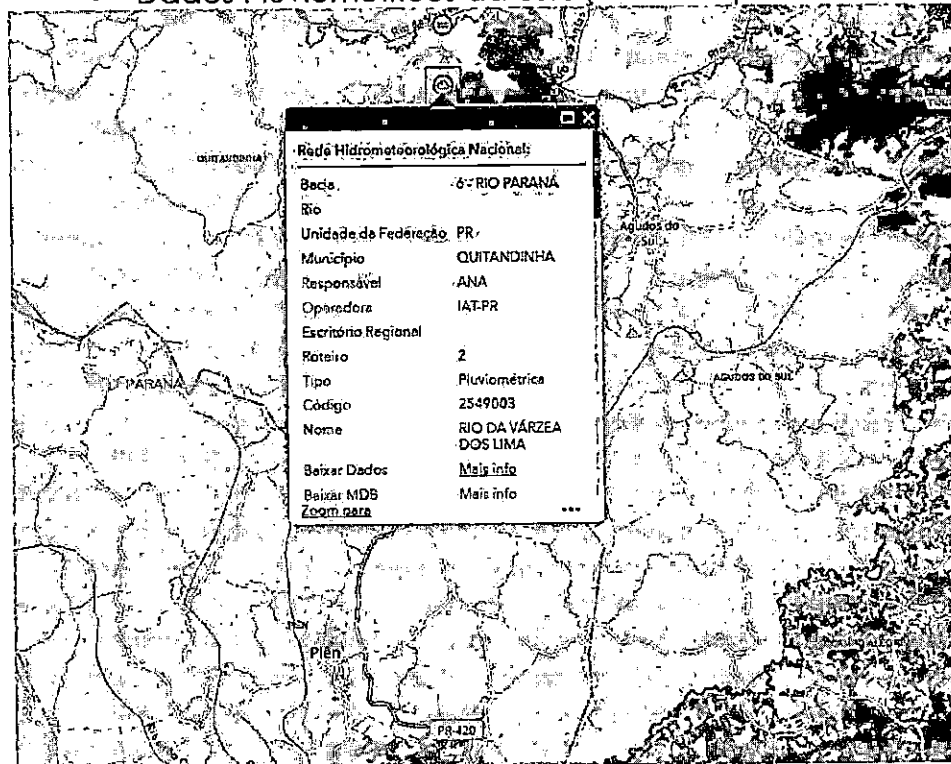 QUITANDINHA
Rede Hidrometeorológica Nacional:
Bacia 6 - RIO PARANÁ
Rio
Unidade da Federação PR
Município QUITANDINHA
Responsável ANA
Operadora IAT-PR
Escritório Regional
Roteiro 2
Tipo Pluviométrica
Código 2549003
Nome RIO DA VÁRZEA
DOS LIMA
Baixar Dados Mais info
Baixar MDB Mais info
Zoom para •••
Agudos do
Sul
PARANÁ
AGUDOS DO SUL
Piên
PR-420